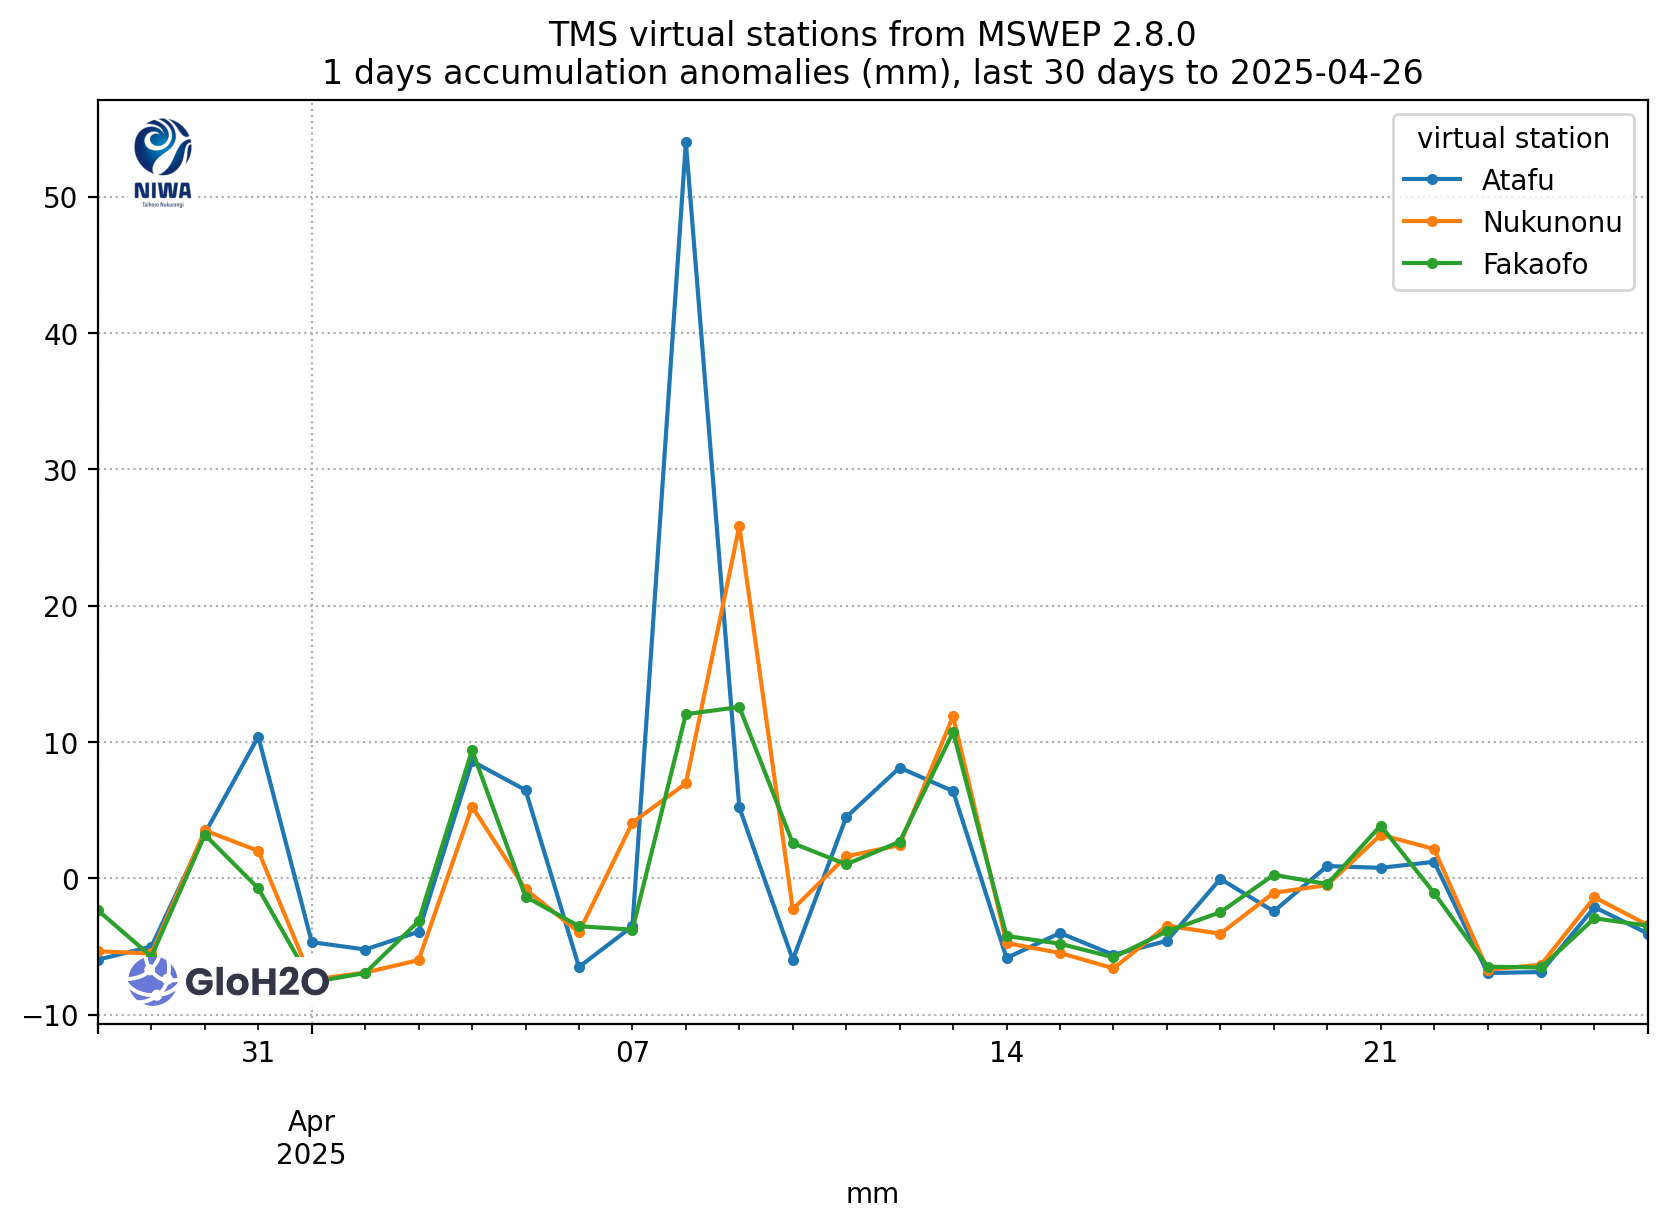 TMS virtual stations from MSWEP 2.8.0
1 days accumulation anomalies (mm), last 30 days to 2025-04-26
NIWA
Taihoro Nukurangi
virtual station
Atafu
Nukunonu
Fakaofo
50
40
30
20
10
0
−10
GloH2O
31
07
14
21
Apr
2025
mm